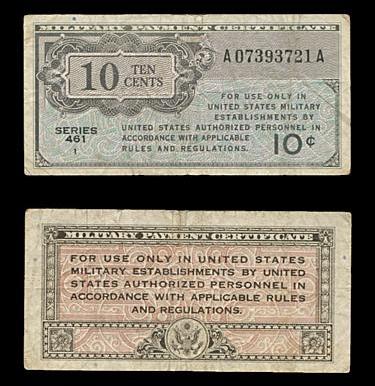 MILITARY PAYMENT CERTIFICATE
A07393721A
10 TEN
CENTS
FOR USE ONLY IN
UNITED STATES MILITARY
ESTABLISHMENTS BY
UNITED STATES AUTHORIZED PERSONNEL IN
ACCORDANCE WITH APPLICABLE
RULES AND REGULATIONS.
SERIES
461
1
10¢
MILITARY PAYMENT CERTIFICATE
FOR USE ONLY IN UNITED STATES
MILITARY ESTABLISHMENTS BY UNITED
STATES AUTHORIZED PERSONNEL IN
ACCORDANCE WITH APPLICABLE RULES
AND REGULATIONS.